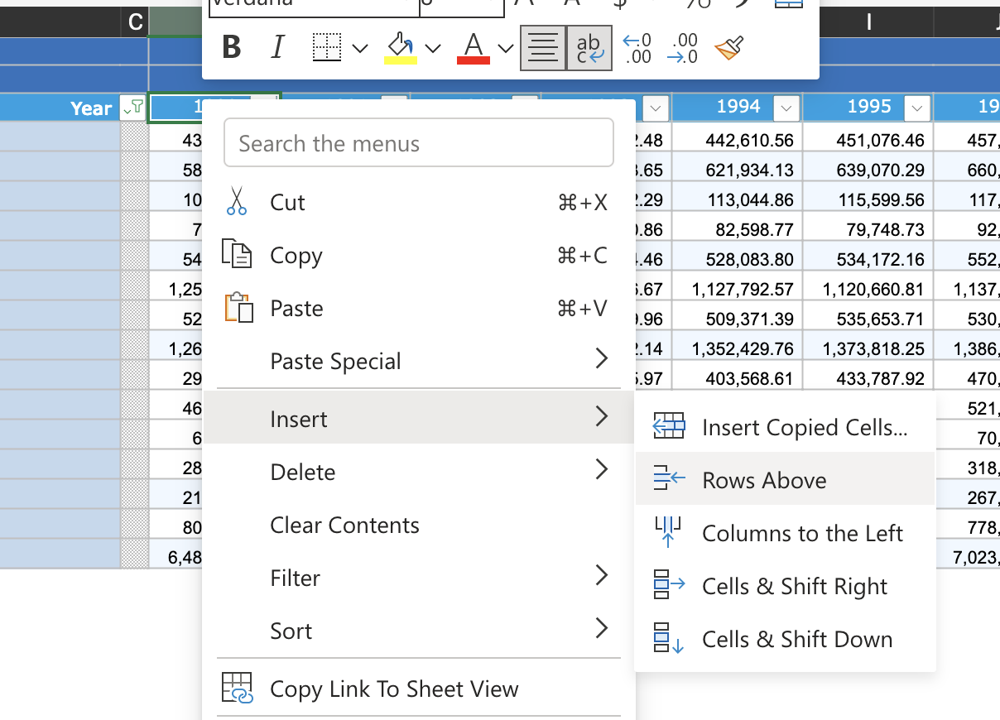 Verdana
%
C
I
B I A ab c ←0 .00 .00 →0
Year
1994 1995 19
43 2.48 442,610.56 451,076.46 457,
58 .65 621,934.13 639,070.29 660,
10 2.29 113,044.86 115,599.56 117,
7 .86 82,598.77 79,748.73 92,
54 .46 528,083.80 534,172.16 552,
1,25 .67 1,127,792.57 1,120,660.81 1,137,
52 .96 509,371.39 535,653.71 530,
1,26 2.14 1,352,429.76 1,373,818.25 1,386,
29 .97 403,568.61 433,787.92 470,
46 521,
6 70,
28 318,
21 267,
80 778,
6,48 7,023,
Search the menus
Cut ⌘+X
Copy ⌘+C
Paste ⌘+V
Paste Special
Insert
Delete
Clear Contents
Filter
Sort
Copy Link To Sheet View
Insert Copied Cells...
Rows Above
Columns to the Left
Cells & Shift Right
Cells & Shift Down